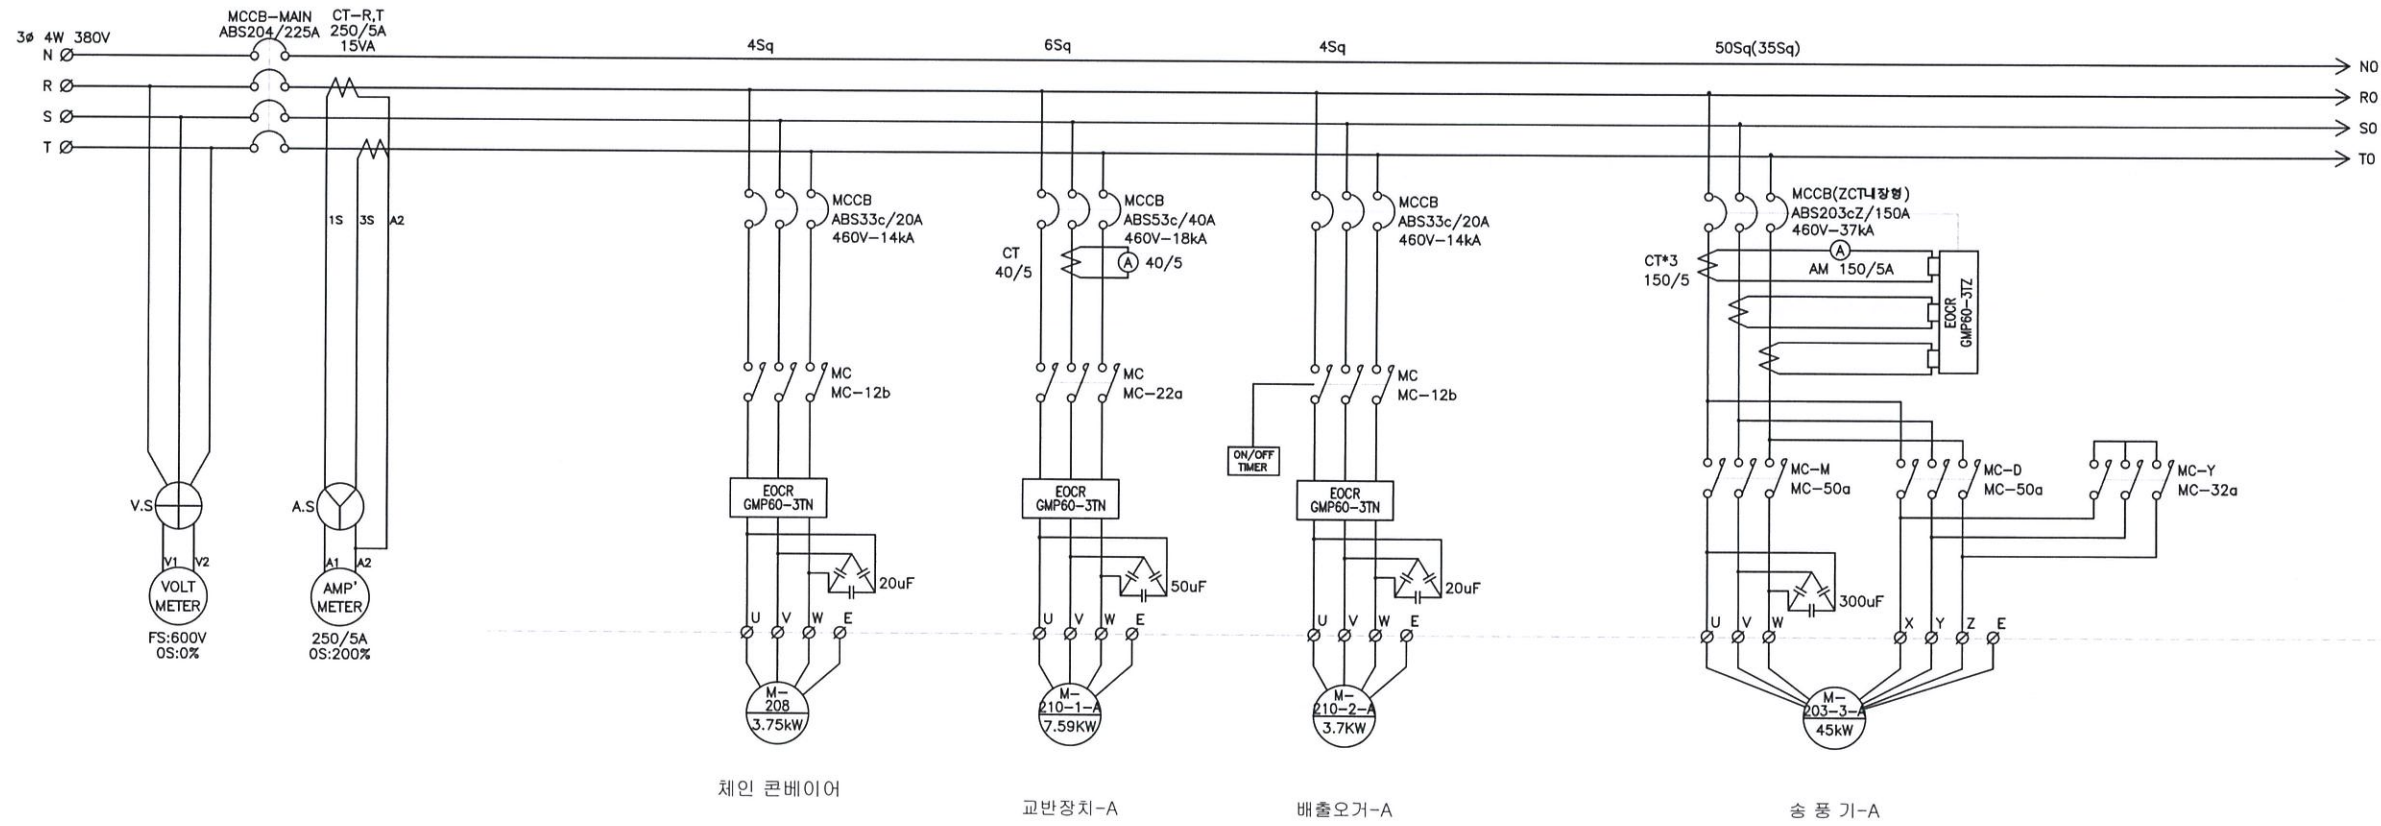 3ø 4W 380V
MCCB-MAIN
ABS204/225A
CT-R,T
250/5A
15VA
4Sq
6Sq
4Sq
50Sq(35Sq)
N
R
S
T
N0
R0
S0
T0
1S
3S
A2
MCCB
ABS33c/20A
460V-14kA
MCCB
ABS53c/40A
460V-18kA
CT
40/5
A
40/5
MCCB
ABS33c/20A
460V-14kA
MCCB(ZCT내장형)
ABS203cZ/150A
460V-37kA
CT*3
150/5
A
AM 150/5A
EOCR
GMP60-3TZ
MC
MC-12b
MC
MC-22a
MC
MC-12b
ON/OFF
TIMER
MC-M
MC-50a
MC-D
MC-50a
MC-Y
MC-32a
V.S
A.S
EOCR
GMP60-3TN
EOCR
GMP60-3TN
EOCR
GMP60-3TN
V1
V2
A1
A2
VOLT
METER
AMP'
METER
FS:600V
0S:0%
250/5A
0S:200%
20uF
50uF
20uF
300uF
U
V
W
E
U
V
W
E
U
V
W
E
U
V
W
X
Y
Z
E
M-
208
3.75kW
M-
210-1-A
7.59KW
M-
210-2-A
3.7KW
M-
203-3-A
45kW
체인 콘베이어
교반장치-A
배출오거-A
송 풍 기-A